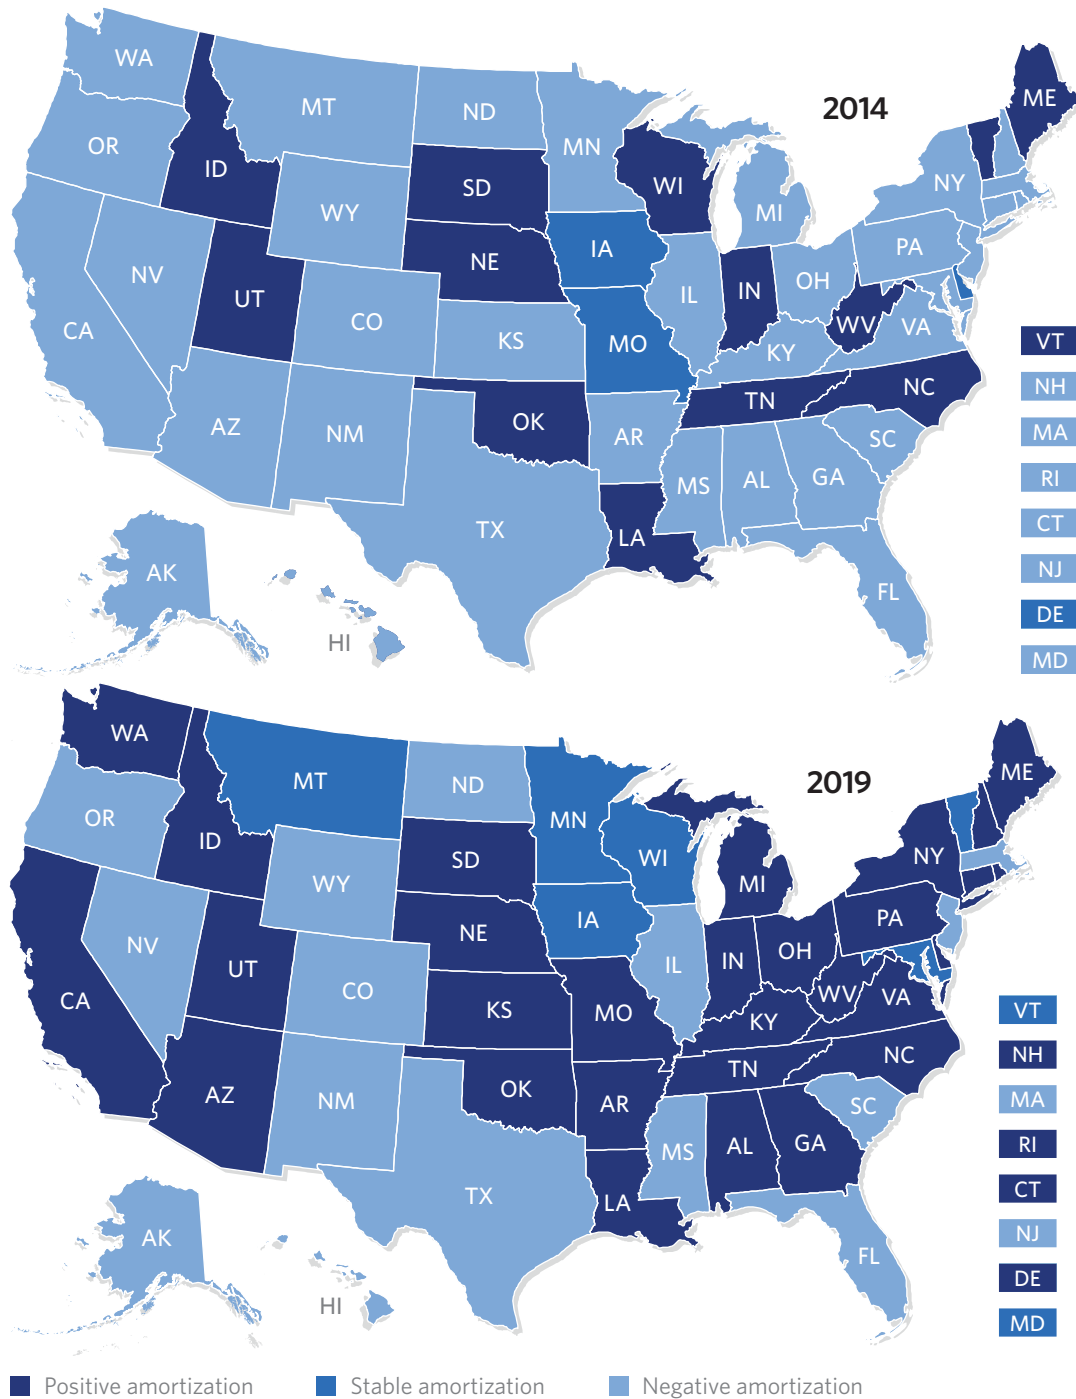 2014
WA
MT
ND
MN
ME
OR
ID
SD
WI
NY
WY
MI
NV
UT
NE
IA
PA
CA
CO
KS
MO
IL
IN
OH
WV
VA
KY
AZ
NM
OK
AR
TN
NC
SC
TX
LA
MS
AL
GA
FL
AK
HI
VT
NH
MA
RI
CT
NJ
DE
MD
2019
WA
MT
ND
MN
ME
OR
ID
SD
WI
NY
WY
MI
NV
UT
NE
IA
PA
CA
CO
KS
MO
IL
IN
OH
WV
VA
KY
AZ
NM
OK
AR
TN
NC
SC
TX
LA
MS
AL
GA
FL
AK
HI
VT
NH
MA
RI
CT
NJ
DE
MD
Positive amortization
Stable amortization
Negative amortization